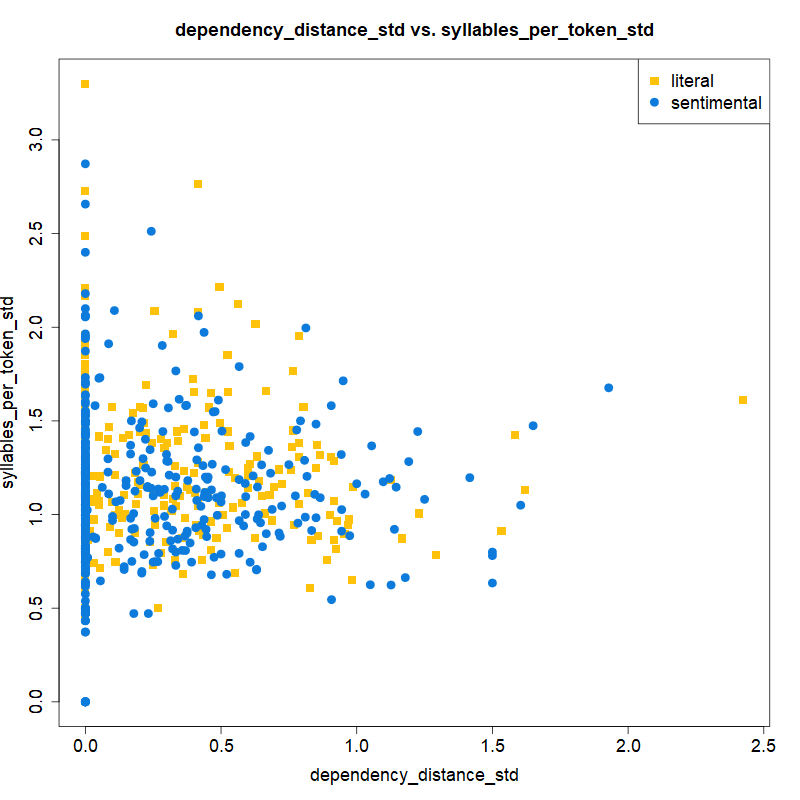 dependency_distance_std vs. syllables_per_token_std
literal
sentimental
syllables_per_token_std
3.0
2.5
2.0
1.5
1.0
0.5
0.0
0.0 0.5 1.0 1.5 2.0 2.5
dependency_distance_std